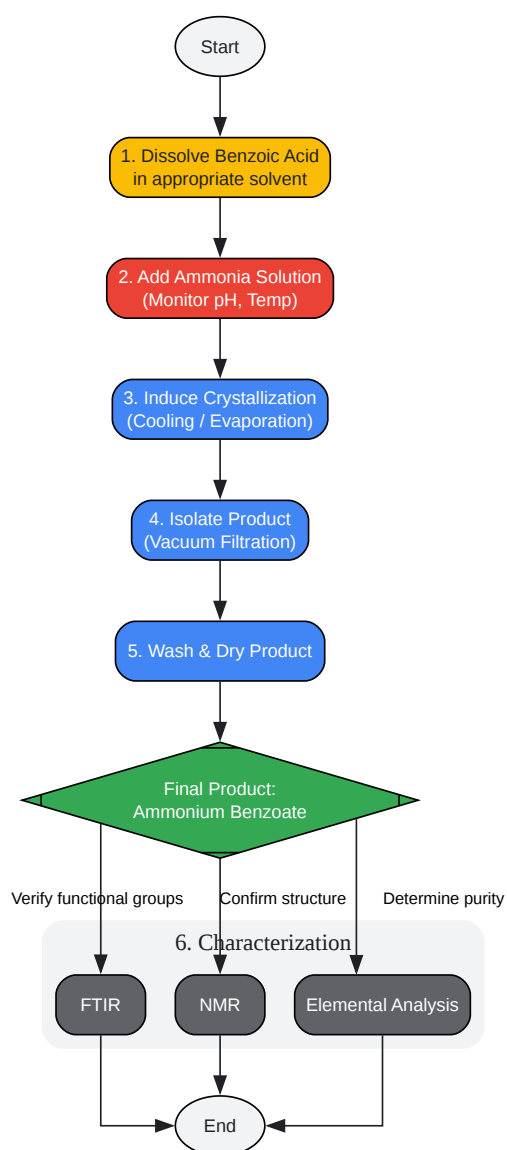 Start
1. Dissolve Benzoic Acid
in appropriate solvent
2. Add Ammonia Solution
(Monitor pH, Temp)
3. Induce Crystallization
(Cooling / Evaporation)
4. Isolate Product
(Vacuum Filtration)
5. Wash & Dry Product
Final Product:
Ammonium Benzoate
Verify functional groups
Confirm structure
Determine purity
6. Characterization
FTIR
NMR
Elemental Analysis
End